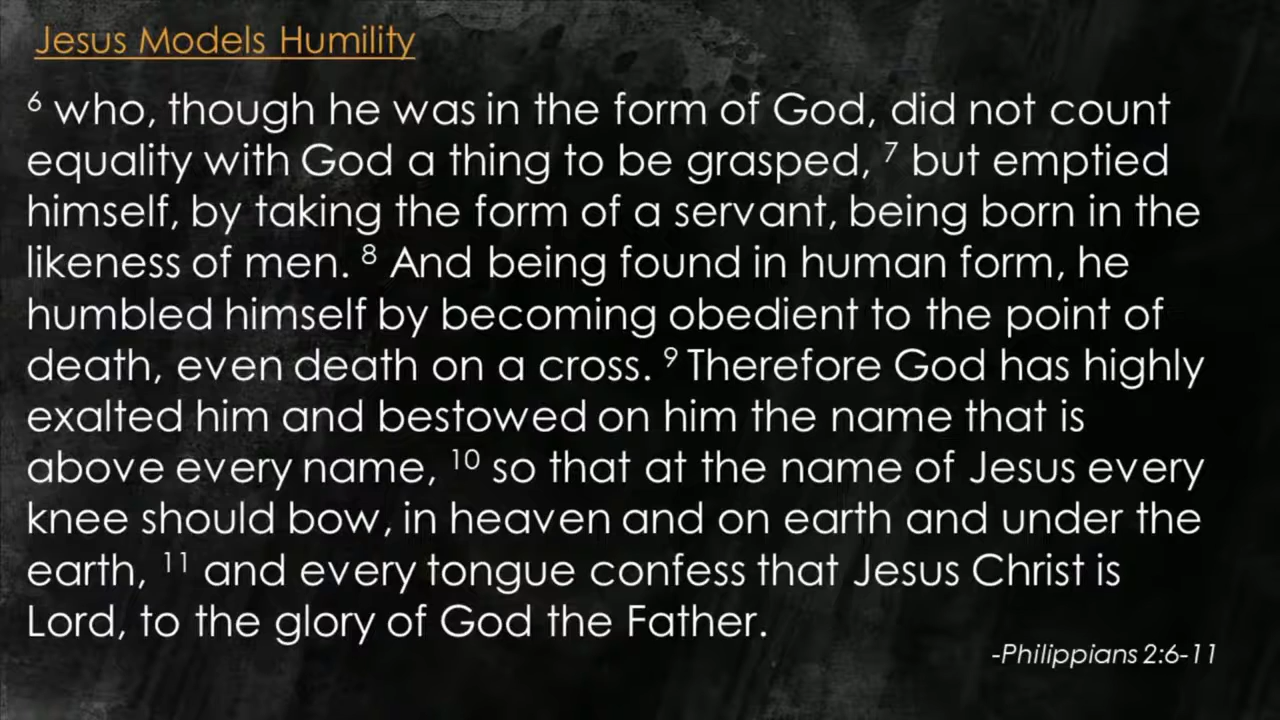 Jesus Models Humility
⁶ who, though he was in the form of God, did not count
equality with God a thing to be grasped, ⁷ but emptied
himself, by taking the form of a servant, being born in the
likeness of men. ⁸ And being found in human form, he
humbled himself by becoming obedient to the point of
death, even death on a cross. ⁹ Therefore God has highly
exalted him and bestowed on him the name that is
above every name, ¹⁰ so that at the name of Jesus every
knee should bow, in heaven and on earth and under the
earth, ¹¹ and every tongue confess that Jesus Christ is
Lord, to the glory of God the Father.
-Philippians 2:6-11